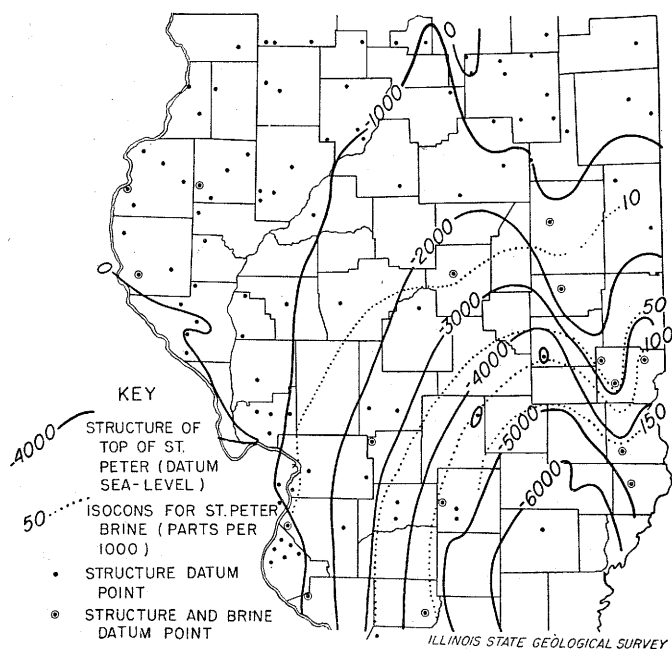 0
-1000
10
-2000
0
-3000
50
100
-4000
0
0
150
-5000
-6000
KEY
-4000
STRUCTURE OF
TOP OF ST.
PETER (DATUM
SEA-LEVEL)
50
ISOCONS FOR ST. PETER
BRINE (PARTS PER
1000)
STRUCTURE DATUM
POINT
STRUCTURE AND BRINE
DATUM POINT
ILLINOIS STATE GEOLOGICAL SURVEY